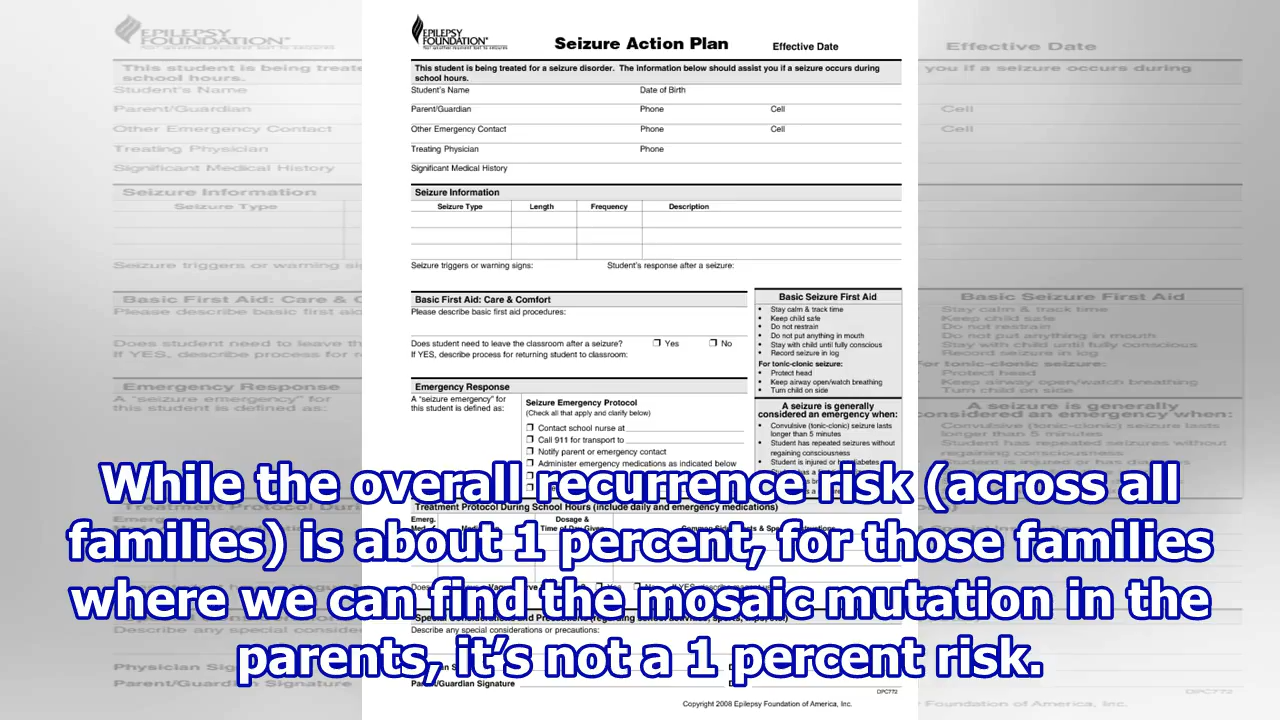 EPILEPSY
FOUNDATION
Seizure Action Plan
Effective Date
This student is being treated for a seizure disorder. The information below should assist you if a seizure occurs during
school hours.
Student's Name Date of Birth
Parent/Guardian Phone Cell
Other Emergency Contact Phone Cell
Treating Physician Phone
Significant Medical History
Seizure Information
Seizure Type Length Frequency Description
Seizure triggers or warning signs: Student's response after a seizure:
Basic First Aid: Care & Comfort
Please describe basic first aid procedures:
Does student need to leave the classroom after a seizure? Yes No
If YES, describe process for returning student to classroom:
Basic Seizure First Aid
• Stay calm & track time
• Keep child safe
• Do not restrain
• Do not put anything in mouth
• Stay with child until fully conscious
• Record seizure in log
For tonic-clonic seizure:
• Protect head
• Keep airway open/watch breathing
• Turn child on side
Emergency Response
A "seizure emergency" for
this student is defined as:
Seizure Emergency Protocol
(Check all that apply and clarify below)
Contact school nurse at
Call 911 for transport to
Notify parent or emergency contact
Administer emergency medications as indicated below
A seizure is generally
considered an emergency when:
• Convulsive (tonic-clonic) seizure lasts
longer than 5 minutes
• Student has repeated seizures without
regaining consciousness
• Student is injured or has diabetes
While the overall recurrence risk (across all
families) is about 1 percent, for those families
where we can find the mosaic mutation in the
parents, it's not a 1 percent risk.
Treatment Protocol During School Hours (include daily and emergency medications)
Describe any special considerations or precautions:
Parent/Guardian Signature
DPC772
Copyright 2008 Epilepsy Foundation of America, Inc.